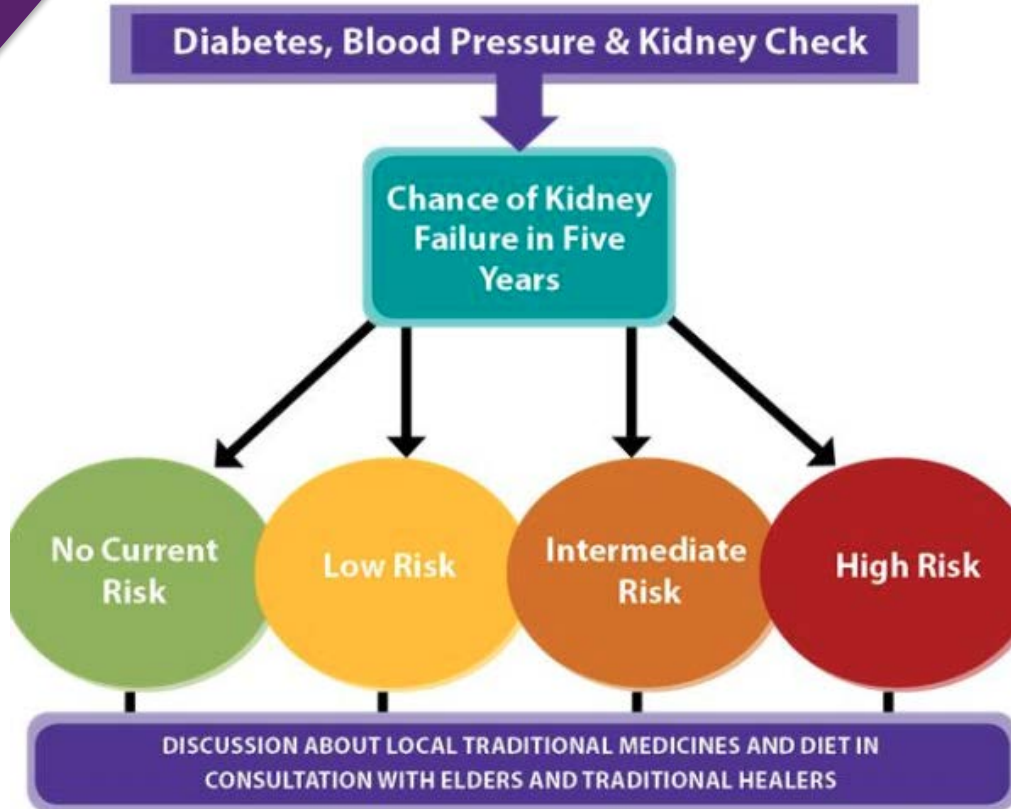 Diabetes, Blood Pressure & Kidney Check
Chance of Kidney
Failure in Five
Years
No Current
Risk
Low Risk
Intermediate
Risk
High Risk
DISCUSSION ABOUT LOCAL TRADITIONAL MEDICINES AND DIET IN
CONSULTATION WITH ELDERS AND TRADITIONAL HEALERS